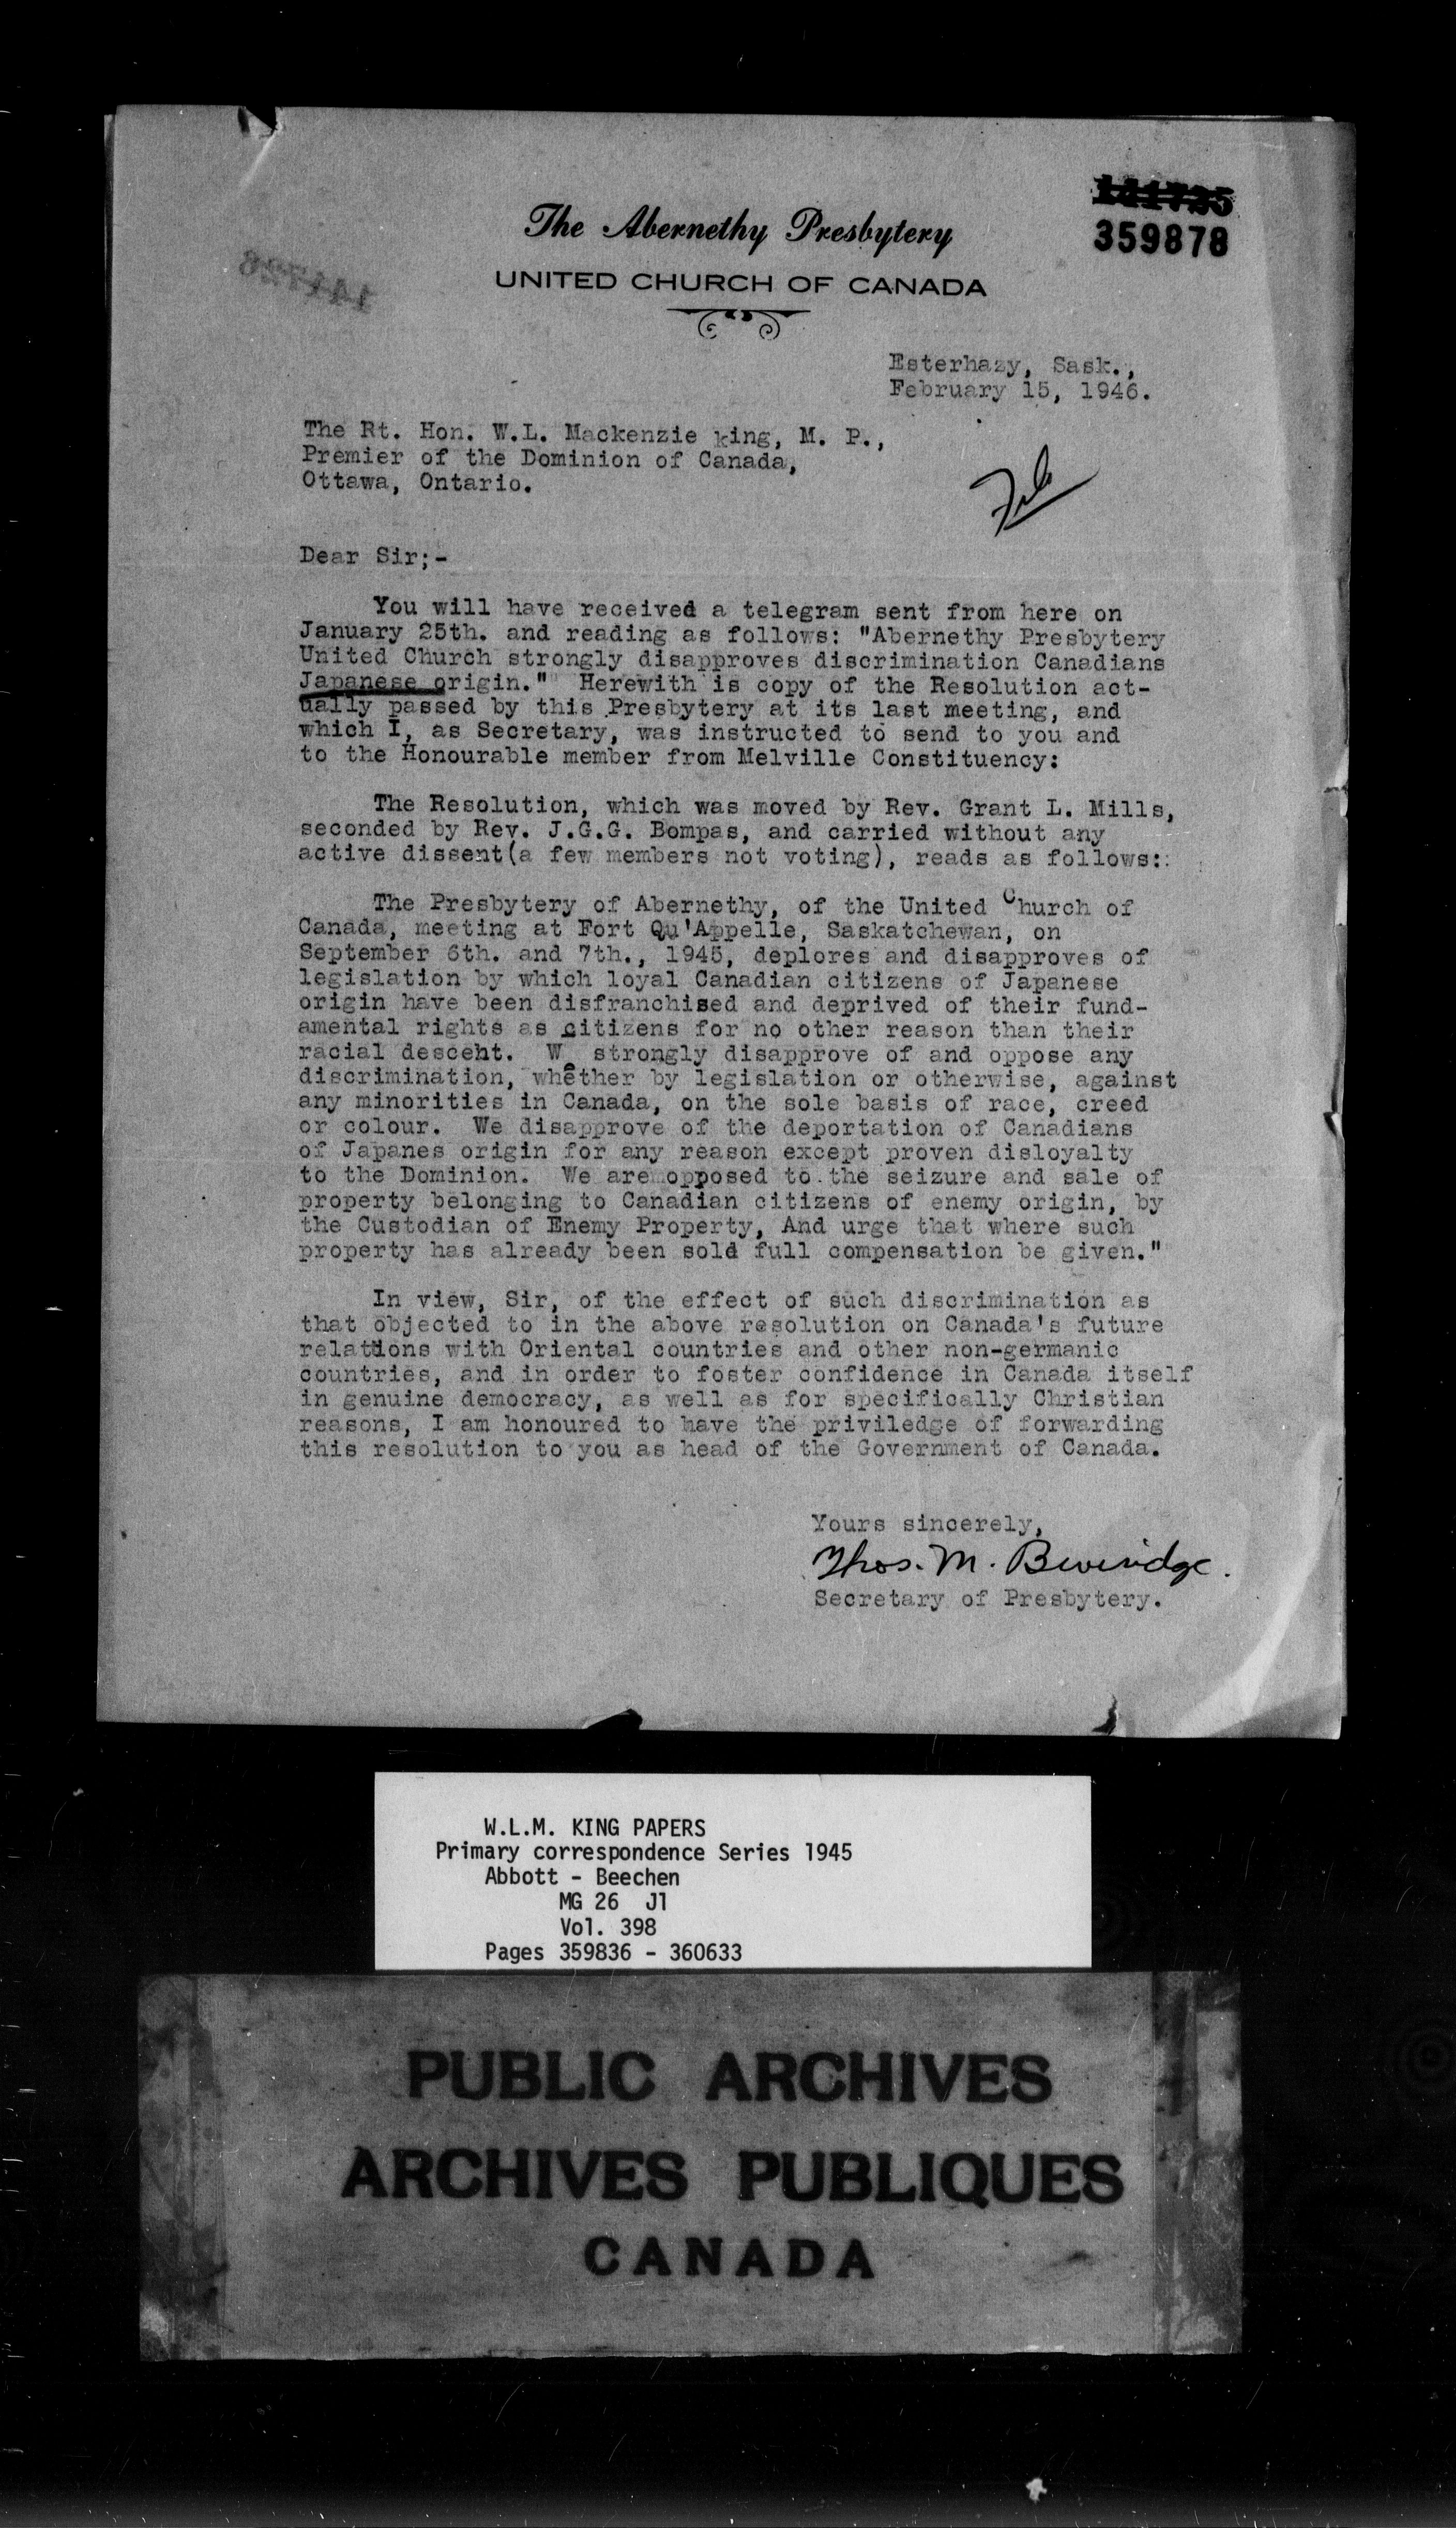 141725
359878
The Abernethy Presbytery
UNITED CHURCH OF CANADA
141726
Esterhazy, Sask.,
February 15, 1946.
The Rt. Hon. W.L. Mackenzie king, M. P.,
Premier of the Dominion of Canada,
Ottawa, Ontario.
File
Dear Sir;-
You will have received a telegram sent from here on
January 25th. and reading as follows: "Abernethy Presbytery
United Church strongly disapproves discrimination Canadians
Japanese origin." Herewith is copy of the Resolution act-
ually passed by this Presbytery at its last meeting, and
which I, as Secretary, was instructed to send to you and
to the Honourable member from Melville Constituency:
The Resolution, which was moved by Rev. Grant L. Mills,
seconded by Rev. J.G.G. Bompas, and carried without any
active dissent(a few members not voting), reads as follows::
The Presbytery of Abernethy, of the United Church of
Canada, meeting at Fort Qu'Appelle, Saskatchewan, on
September 6th. and 7th., 1945, deplores and disapproves of
legislation by which loyal Canadian citizens of Japanese
origin have been disfranchised and deprived of their fund-
amental rights as citizens for no other reason than their
racial descent. We strongly disapprove of and oppose any
discrimination, whether by legislation or otherwise, against
any minorities in Canada, on the sole basis of race, creed
or colour. We disapprove of the deportation of Canadians
of Japanes origin for any reason except proven disloyalty
to the Dominion. We are opposed to the seizure and sale of
property belonging to Canadian citizens of enemy origin, by
the Custodian of Enemy Property, And urge that where such
property has already been sold full compensation be given."
In view, Sir, of the effect of such discrimination as
that objected to in the above resolution on Canada's future
relations with Oriental countries and other non-germanic
countries, and in order to foster confidence in Canada itself
in genuine democracy, as well as for specifically Christian
reasons, I am honoured to have the priviledge of forwarding
this resolution to you as head of the Government of Canada.
Yours sincerely,
Thos. M. Beveridge.
Secretary of Presbytery.
W.L.M. KING PAPERS
Primary correspondence Series 1945
Abbott - Beechen
MG 26 J1
Vol. 398
Pages 359836 - 360633
PUBLIC ARCHIVES
ARCHIVES PUBLIQUES
CANADA